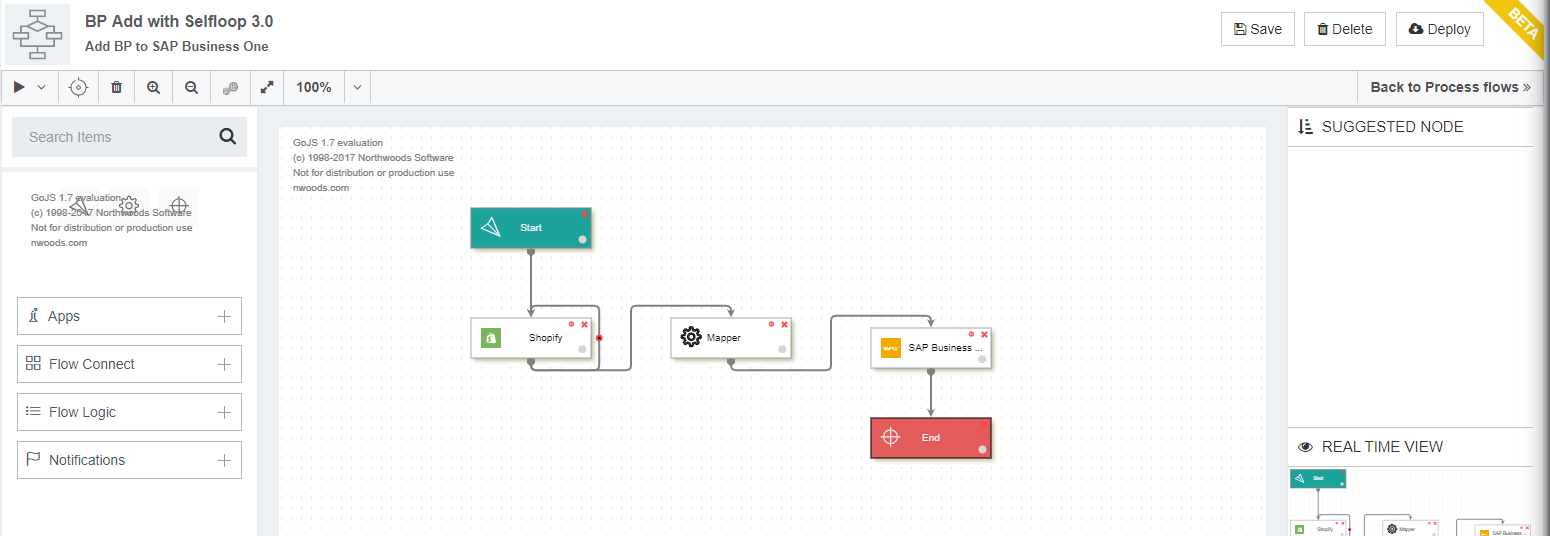 BP Add with Selfloop 3.0
Add BP to SAP Business One
Save
Delete
Deploy
BETA
100%
Back to Process flows »
Search Items
GoJS 1.7 evaluation
(c) 1998-2017 Northwoods Software
Not for distribution or production use
nwoods.com
Apps
Flow Connect
Flow Logic
Notifications
GoJS 1.7 evaluation
(c) 1998-2017 Northwoods Software
Not for distribution or production use
nwoods.com
Start
Shopify
Mapper
SAP Business ...
End
SUGGESTED NODE
REAL TIME VIEW
Start
Shopify
Mapper
SAP Business ...